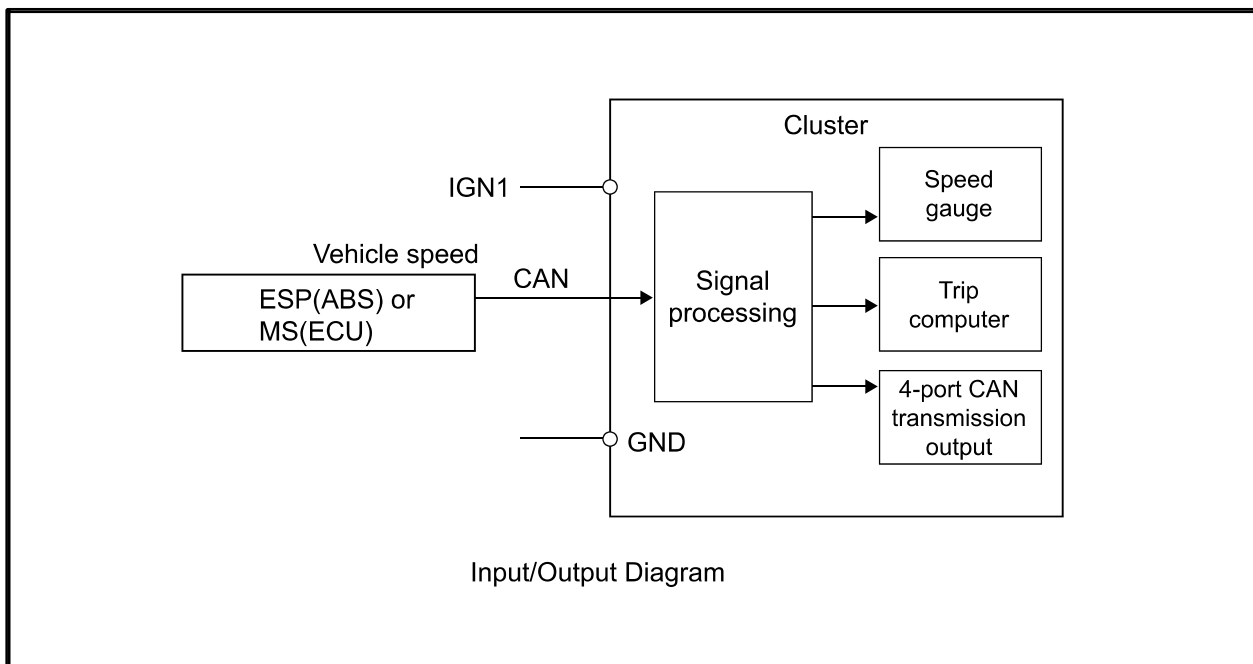 Cluster
IGN1
Speed
gauge
Vehicle speed
CAN
ESP(ABS) or
MS(ECU)
Signal
processing
Trip
computer
4-port CAN
transmission
output
GND
Input/Output Diagram